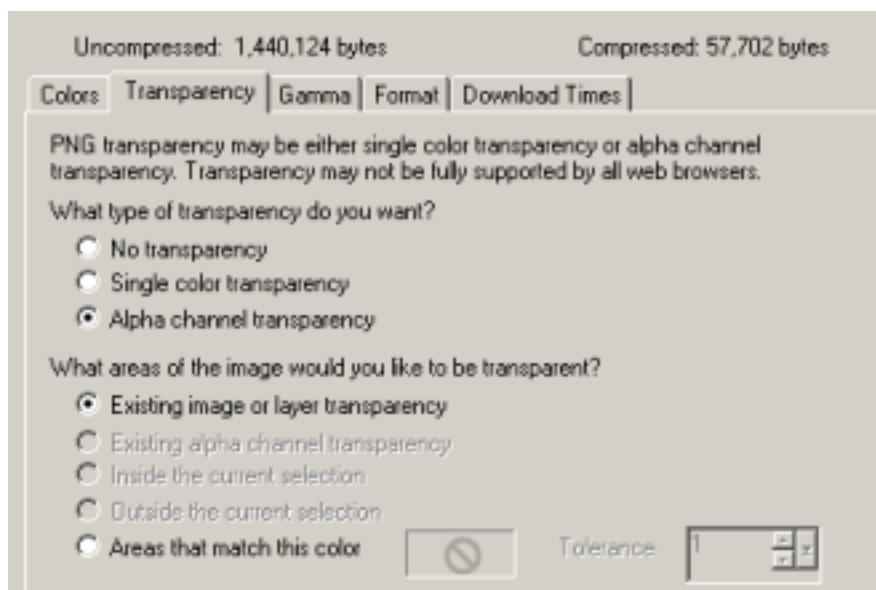 Uncompressed: 1,440,124 bytes Compressed: 57,702 bytes
Colors Transparency Gamma Format Download Times
PNG transparency may be either single color transparency or alpha channel
transparency. Transparency may not be fully supported by all web browsers.
What type of transparency do you want?
No transparency
Single color transparency
Alpha channel transparency
What areas of the image would you like to be transparent?
Existing image or layer transparency
Existing alpha channel transparency
Inside the current selection
Outside the current selection
Areas that match this color Tolerance 1